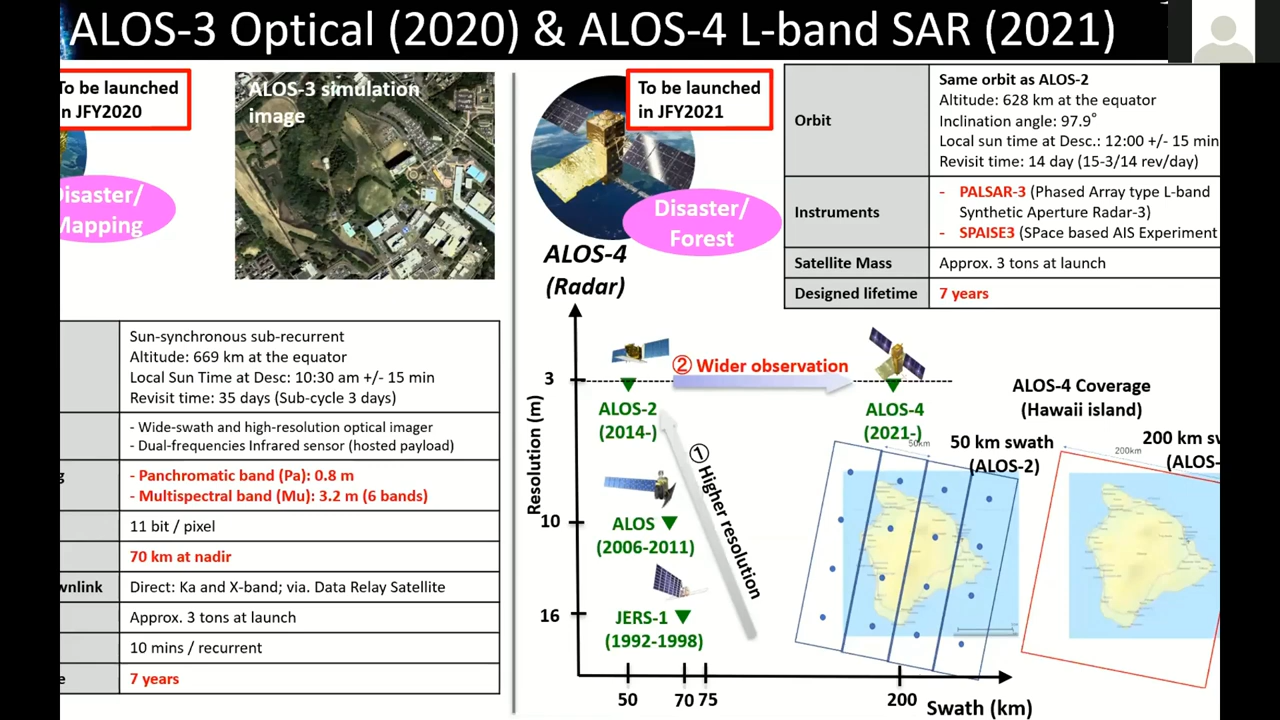 ALOS-3 Optical (2020) & ALOS-4 L-band SAR (2021)
To be launched
n JFY2020
ALOS-3 simulation
image
Disaster/
Mapping
Sun-synchronous sub-recurrent
Altitude: 669 km at the equator
Local Sun Time at Desc: 10:30 am +/- 15 min
Revisit time: 35 days (Sub-cycle 3 days)
- Wide-swath and high-resolution optical imager
- Dual-frequencies Infrared sensor (hosted payload)
g
- Panchromatic band (Pa): 0.8 m
- Multispectral band (Mu): 3.2 m (6 bands)
11 bit / pixel
70 km at nadir
wnlink
Direct: Ka and X-band; via. Data Relay Satellite
Approx. 3 tons at launch
10 mins / recurrent
e
7 years
To be launched
in JFY2021
Disaster/
Forest
ALOS-4
(Radar)
Orbit
Same orbit as ALOS-2
Altitude: 628 km at the equator
Inclination angle: 97.9°
Local sun time at Desc.: 12:00 +/- 15 min
Revisit time: 14 day (15-3/14 rev/day)
Instruments
- PALSAR-3 (Phased Array type L-band
Synthetic Aperture Radar-3)
- SPAISE3 (SPace based AIS Experiment
Satellite Mass
Approx. 3 tons at launch
Designed lifetime
7 years
Resolution (m)
3
10
16
② Wider observation
ALOS-2
(2014-)
ALOS-4
(2021-)
① Higher resolution
ALOS
(2006-2011)
JERS-1
(1992-1998)
50
70
75
200
Swath (km)
ALOS-4 Coverage
(Hawaii island)
50km
50 km swath
(ALOS-2)
200km
200 km sw
(ALOS-